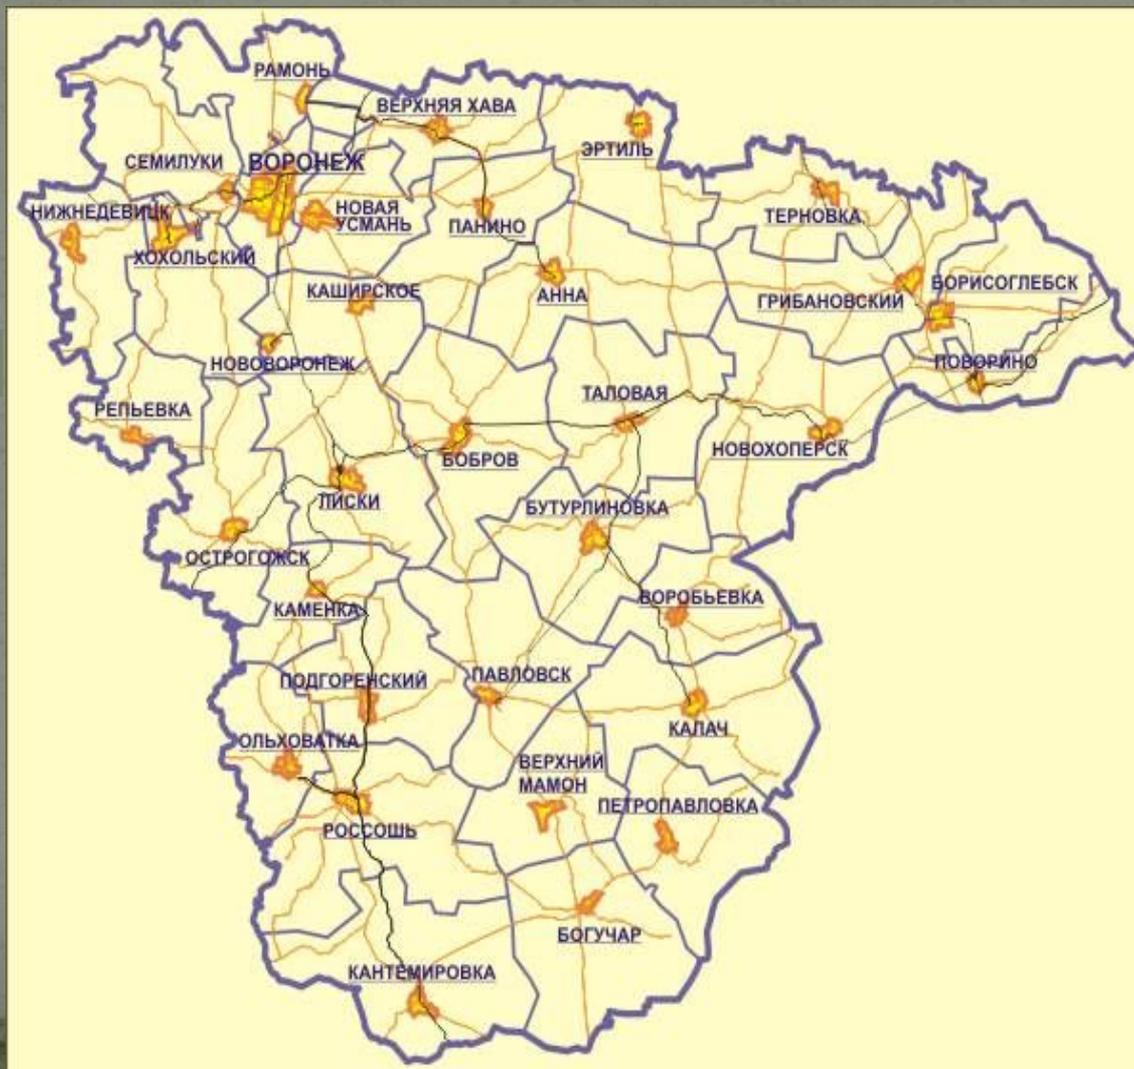 РАМОНЬ
ВЕРХНЯЯ ХАВА
ЭРТИЛЬ
СЕМИЛУКИ
ВОРОНЕЖ
НИЖНЕДЕВИЦК
НОВАЯ
УСМАНЬ
ПАНИНО
ТЕРНОВКА
ХОХОЛЬСКИЙ
КАШИРСКОЕ
АННА
ГРИБАНОВСКИЙ
БОРИСОГЛЕБСК
НОВОВОРОНЕЖ
ПОВОРИНО
РЕПЬЕВКА
ТАЛОВАЯ
БОБРОВ
НОВОХОПЕРСК
ЛИСКИ
БУТУРЛИНОВКА
ОСТРОГОЖСК
КАМЕНКА
ВОРОБЬЕВКА
ПОДГОРЕНСКИЙ
ПАВЛОВСК
КАЛАЧ
ОЛЬХОВАТКА
ВЕРХНИЙ
МАМОН
ПЕТРОПАВЛОВКА
РОССОШЬ
БОГУЧАР
КАНТЕМИРОВКА